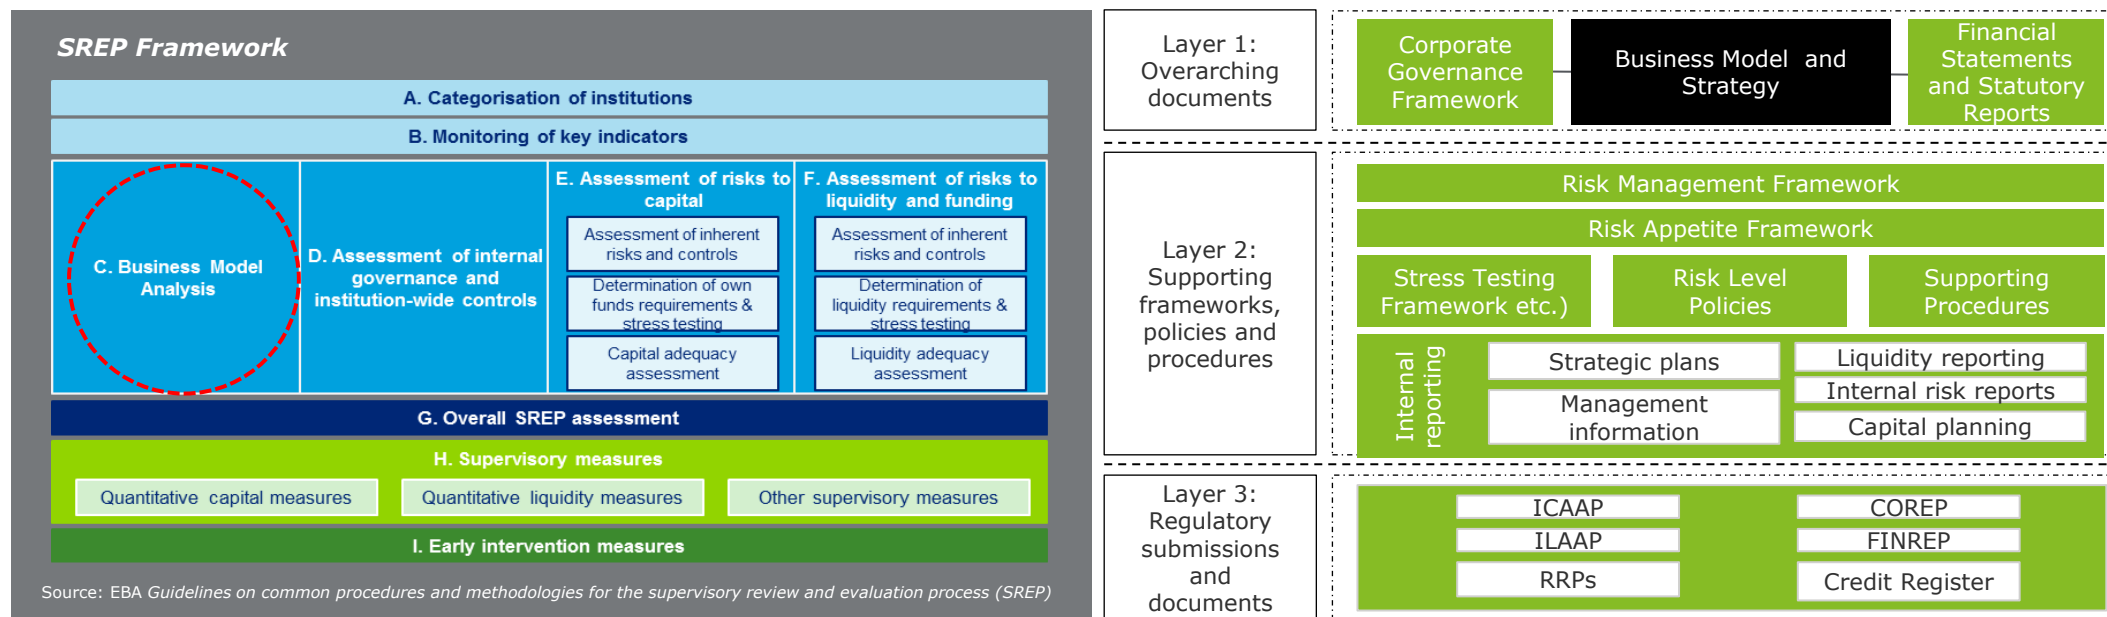 SREP Framework
A. Categorisation of institutions
B. Monitoring of key indicators
C. Business Model
Analysis
D. Assessment of internal
governance and
institution-wide controls
E. Assessment of risks to
capital
Assessment of inherent
risks and controls
Determination of own
funds requirements &
stress testing
Capital adequacy
assessment
F. Assessment of risks to
liquidity and funding
Assessment of inherent
risks and controls
Determination of
liquidity requirements &
stress testing
Liquidity adequacy
assessment
G. Overall SREP assessment
H. Supervisory measures
Quantitative capital measures
Quantitative liquidity measures
Other supervisory measures
I. Early intervention measures
Source: EBA Guidelines on common procedures and methodologies for the supervisory review and evaluation process (SREP)
Layer 1:
Overarching
documents
Corporate
Governance
Framework
Business Model and
Strategy
Financial
Statements
and Statutory
Reports
Layer 2:
Supporting
frameworks,
policies and
procedures
Risk Management Framework
Risk Appetite Framework
Stress Testing
Framework etc.)
Risk Level
Policies
Supporting
Procedures
Internal
reporting
Strategic plans
Management
information
Liquidity reporting
Internal risk reports
Capital planning
Layer 3:
Regulatory
submissions
and
documents
ICAAP
ILAAP
RRPs
COREP
FINREP
Credit Register